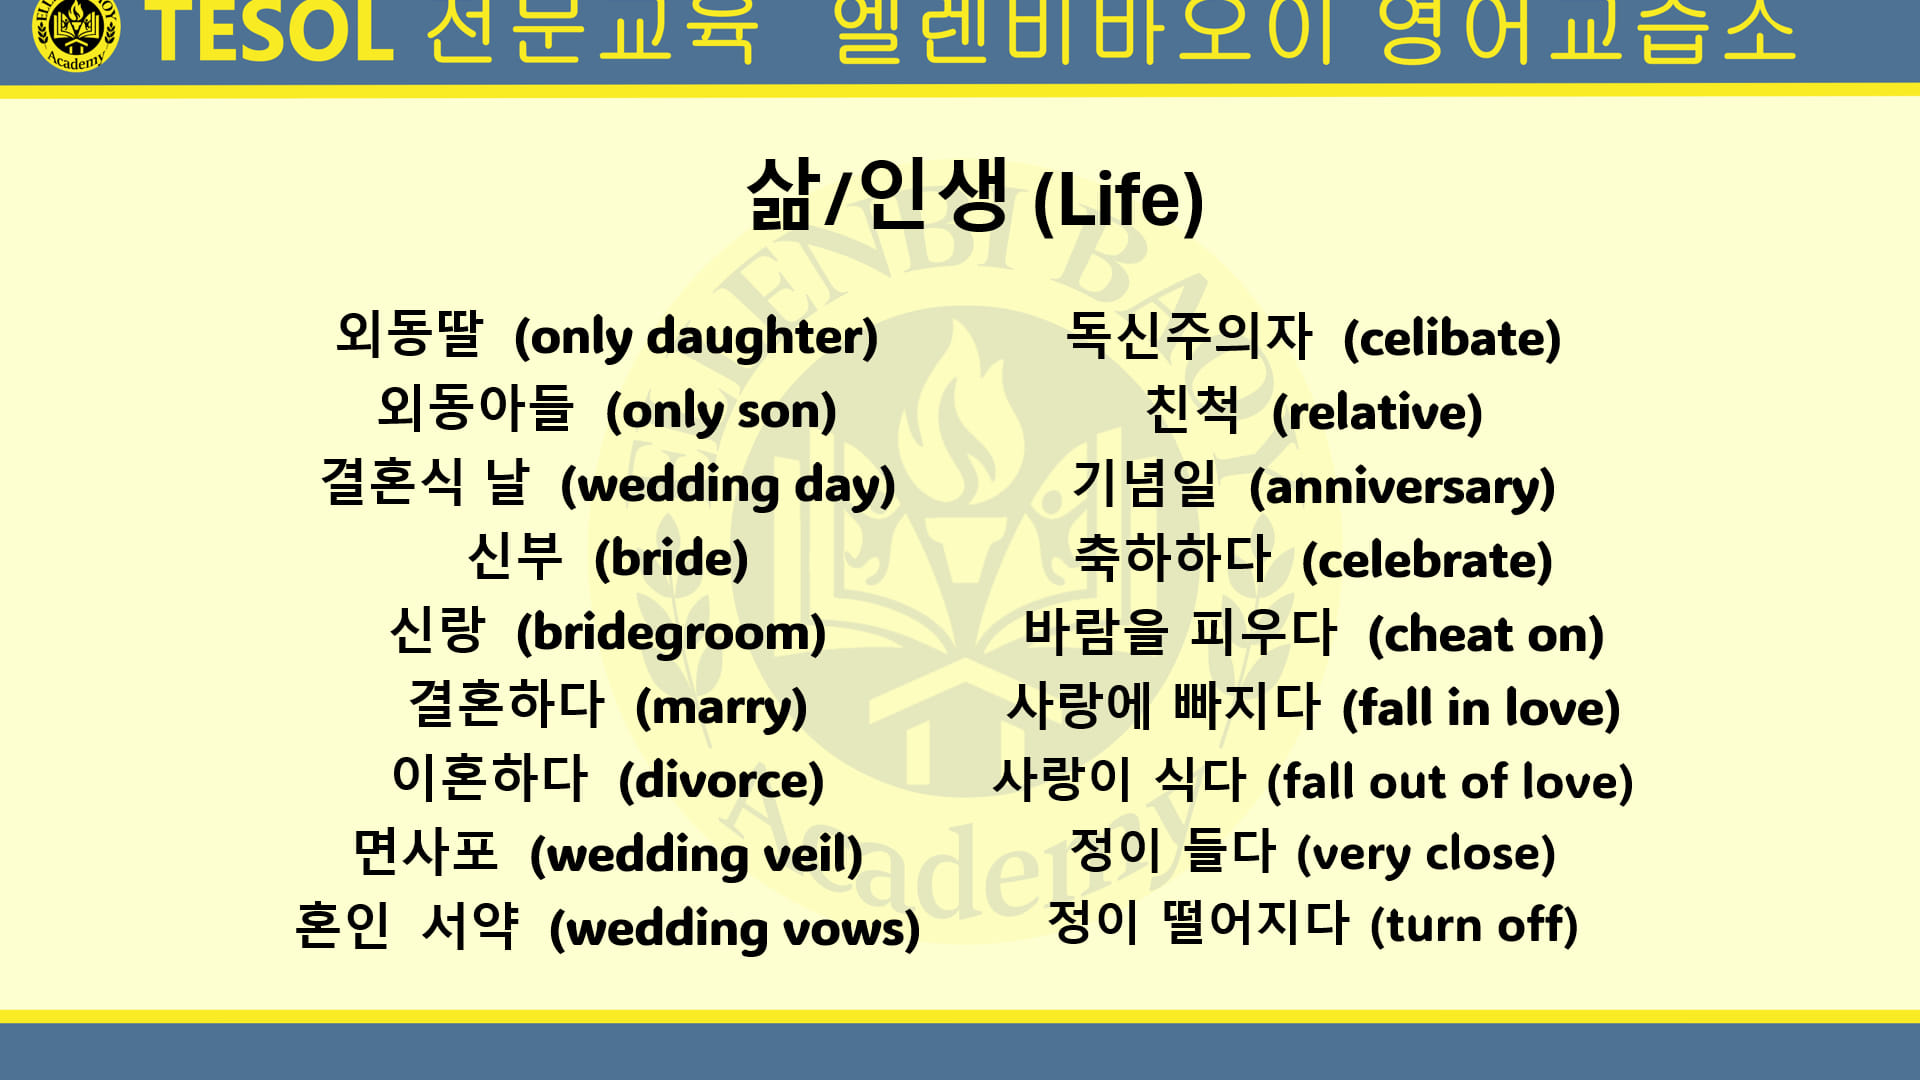 TESOL 전문교육 엘렌비바오이 영어교습소
Academy
삶/인생 (Life)
외동딸 (only daughter)
외동아들 (only son)
결혼식 날 (wedding day)
신부 (bride)
신랑 (bridegroom)
결혼하다 (marry)
이혼하다 (divorce)
면사포 (wedding veil)
혼인 서약 (wedding vows)
독신주의자 (celibate)
친척 (relative)
기념일 (anniversary)
축하하다 (celebrate)
바람을 피우다 (cheat on)
사랑에 빠지다 (fall in love)
사랑이 식다 (fall out of love)
정이 들다 (very close)
정이 떨어지다 (turn off)
ELLENBI BAOY
Academy